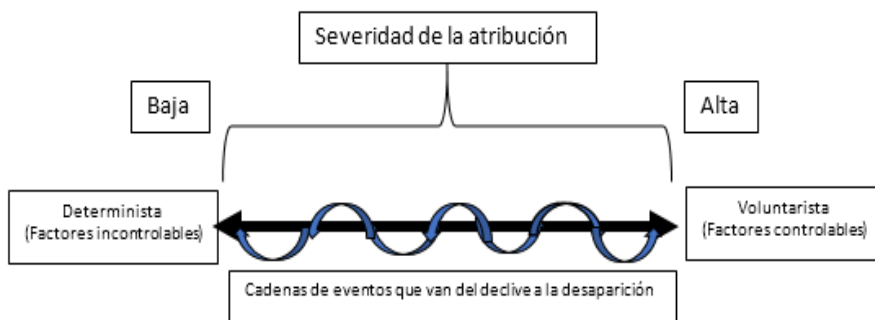 Severidad de la atribución
Baja
Alta
Determinista
(Factores incontrolables)
Voluntarista
(Factores controlables)
Cadenas de eventos que van del declive a la desaparición